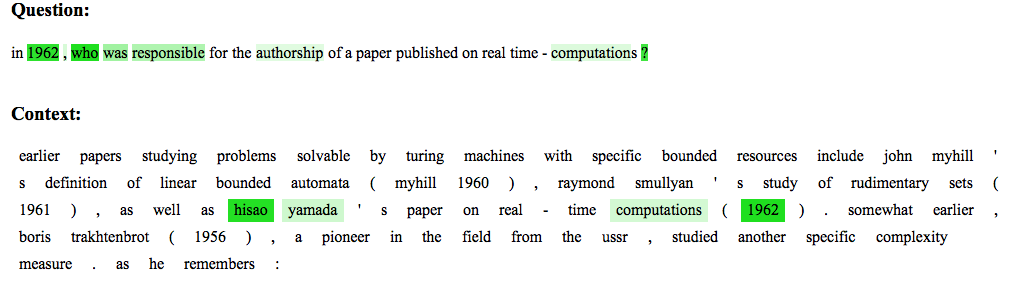 Question:
in 1962 , who was responsible for the authorship of a paper published on real time - computations ?
Context:
earlier papers studying problems solvable by turing machines with specific bounded resources include john myhill '
s definition of linear bounded automata ( myhill 1960 ) , raymond smullyan ' s study of rudimentary sets (
1961 ) , as well as hisao yamada ' s paper on real - time computations ( 1962 ) . somewhat earlier ,
boris trakhtenbrot ( 1956 ) , a pioneer in the field from the ussr , studied another specific complexity
measure . as he remembers :